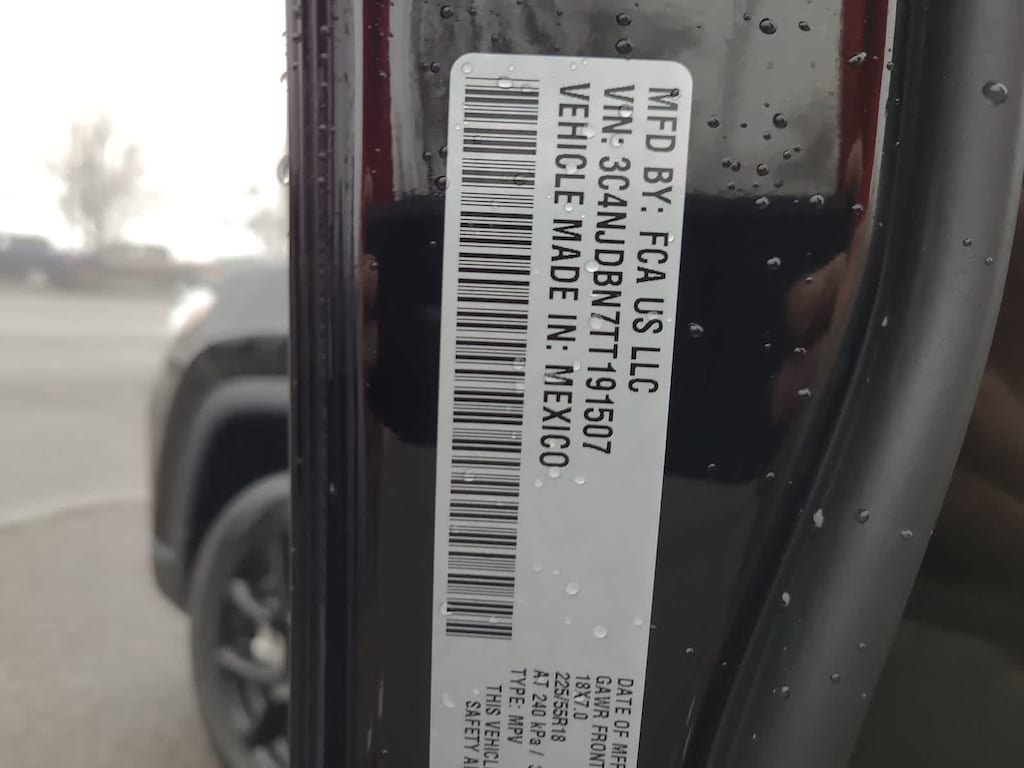 MFD BY: FCA US LLC
VIN: 3C4NJDBN7TT191507
VEHICLE MADE IN: MEXICO
DATE OF MFR
GAWR FRONT
18X7.0
225/55R18
AT 240 kPa /
TYPE: MPV
THIS VEHICL
SAFETY A